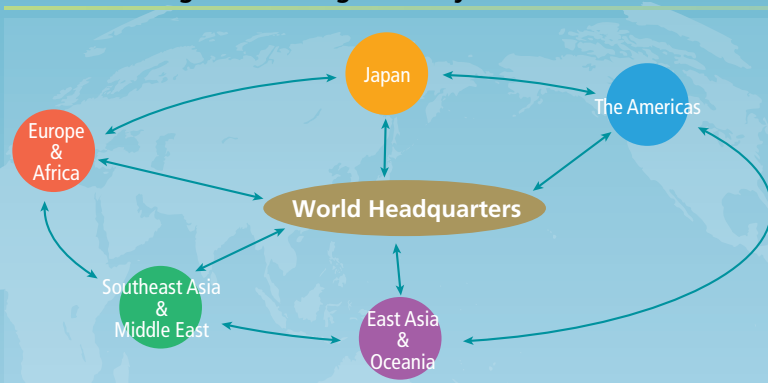 Japan
The Americas
Europe
&
Africa
World Headquarters
Southeast Asia
&
Middle East
East Asia
&
Oceania